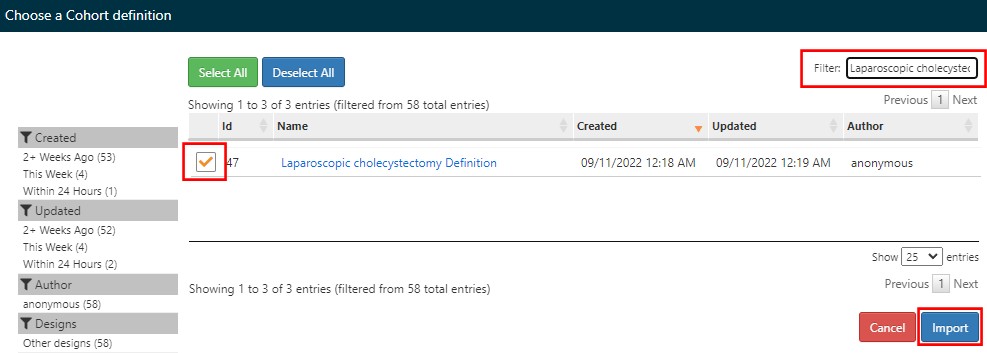 Choose a Cohort definition
Select All Deselect All
Filter: Laparoscopic cholecystec
Showing 1 to 3 of 3 entries (filtered from 58 total entries)
Previous 1 Next
Id Name Created Updated Author
47 Laparoscopic cholecystectomy Definition 09/11/2022 12:18 AM 09/11/2022 12:19 AM anonymous
Created
2+ Weeks Ago (53)
This Week (4)
Within 24 Hours (1)
Updated
2+ Weeks Ago (52)
This Week (4)
Within 24 Hours (2)
Author
anonymous (58)
Designs
Other designs (58)
Show 25 entries
Showing 1 to 3 of 3 entries (filtered from 58 total entries)
Previous 1 Next
Cancel Import